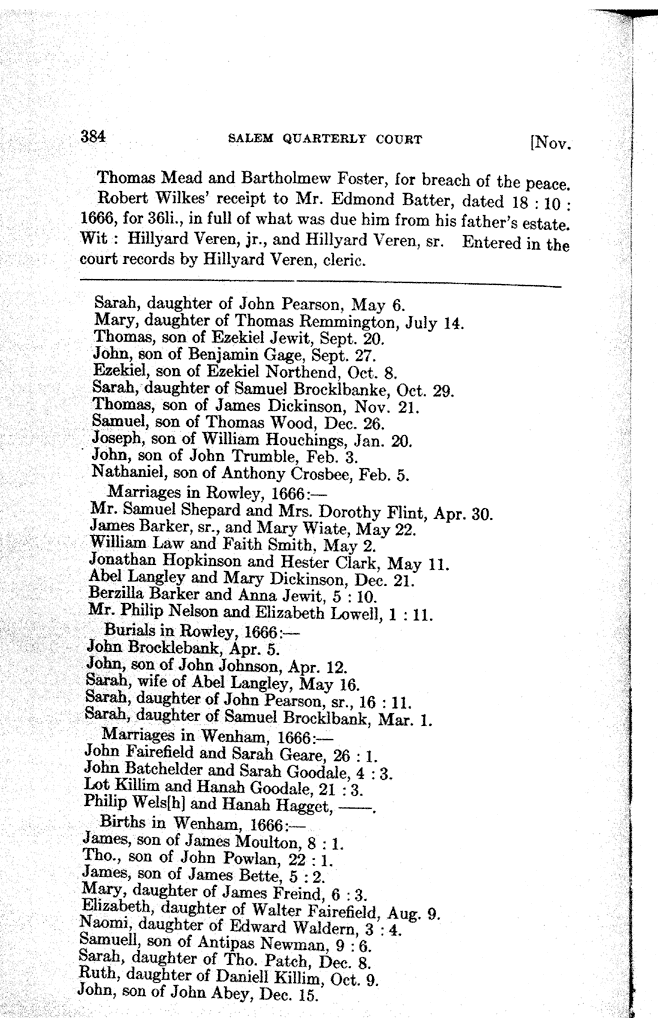 384 SALEM QUARTERLY COURT [Nov.
Thomas Mead and Bartholmew Foster, for breach of the peace.
Robert Wilkes' receipt to Mr. Edmond Batter, dated 18 : 10 :
1666, for 36li., in full of what was due him from his father's estate.
Wit : Hillyard Veren, jr., and Hillyard Veren, sr. Entered in the
court records by Hillyard Veren, cleric.
Sarah, daughter of John Pearson, May 6.
Mary, daughter of Thomas Remmington, July 14.
Thomas, son of Ezekiel Jewit, Sept. 20.
John, son of Benjamin Gage, Sept. 27.
Ezekiel, son of Ezekiel Northend, Oct. 8.
Sarah, daughter of Samuel Brocklbanke, Oct. 29.
Thomas, son of James Dickinson, Nov. 21.
Samuel, son of Thomas Wood, Dec. 26.
Joseph, son of William Houchings, Jan. 20.
John, son of John Trumble, Feb. 3.
Nathaniel, son of Anthony Crosbee, Feb. 5.
Marriages in Rowley, 1666:—
Mr. Samuel Shepard and Mrs. Dorothy Flint, Apr. 30.
James Barker, sr., and Mary Wiate, May 22.
William Law and Faith Smith, May 2.
Jonathan Hopkinson and Hester Clark, May 11.
Abel Langley and Mary Dickinson, Dec. 21.
Berzilla Barker and Anna Jewit, 5 : 10.
Mr. Philip Nelson and Elizabeth Lowell, 1 : 11.
Burials in Rowley, 1666:—
John Brocklebank, Apr. 5.
John, son of John Johnson, Apr. 12.
Sarah, wife of Abel Langley, May 16.
Sarah, daughter of John Pearson, sr., 16 : 11.
Sarah, daughter of Samuel Brocklbank, Mar. 1.
Marriages in Wenham, 1666:—
John Fairefield and Sarah Geare, 26 : 1.
John Batchelder and Sarah Goodale, 4 : 3.
Lot Killim and Hanah Goodale, 21 : 3.
Philip Wels[h] and Hanah Hagget, ——.
Births in Wenham, 1666:—
James, son of James Moulton, 8 : 1.
Tho., son of John Powlan, 22 : 1.
James, son of James Bette, 5 : 2.
Mary, daughter of James Freind, 6 : 3.
Elizabeth, daughter of Walter Fairefield, Aug. 9.
Naomi, daughter of Edward Waldern, 3 : 4.
Samuell, son of Antipas Newman, 9 : 6.
Sarah, daughter of Tho. Patch, Dec. 8.
Ruth, daughter of Daniell Killim, Oct. 9.
John, son of John Abey, Dec. 15.